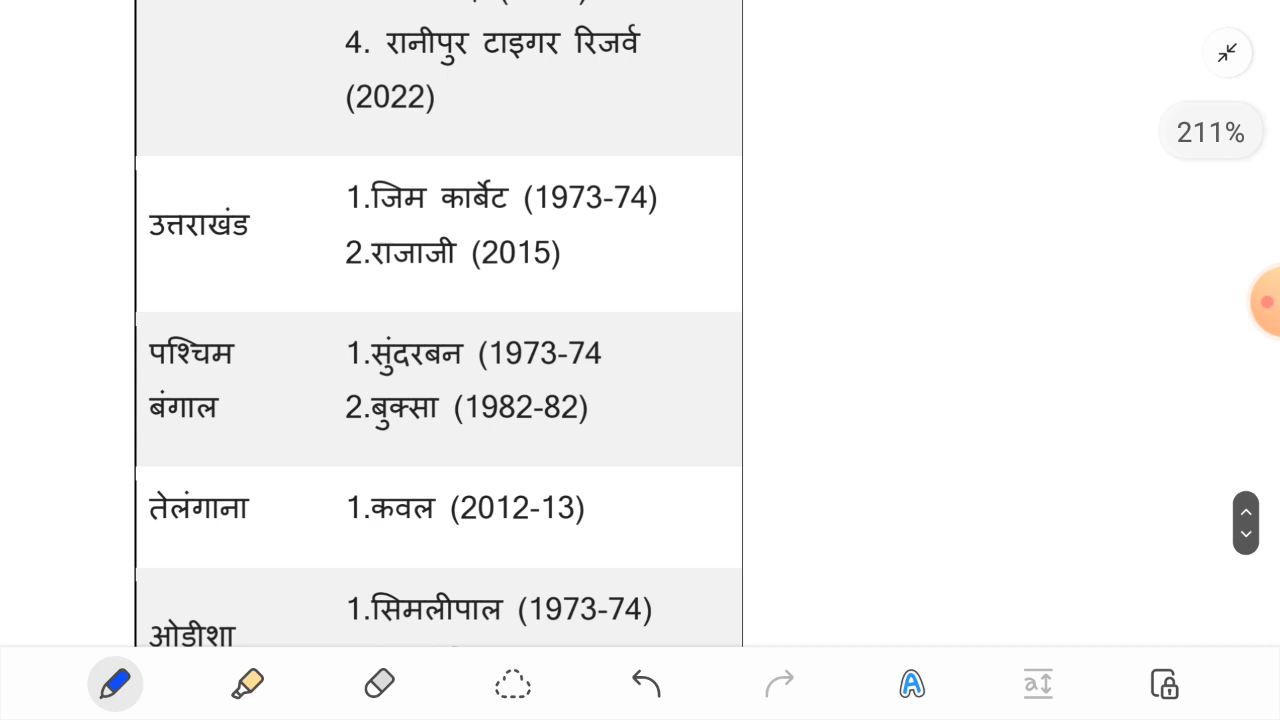 4. रानीपुर टाइगर रिजर्व
(2022)
211%
उत्तराखंड
1.जिम कार्बेट (1973-74)
2.राजाजी (2015)
पश्चिम
बंगाल
1.सुंदरबन (1973-74
2.बुक्सा (1982-82)
तेलंगाना
1.कवल (2012-13)
ओडीशा
1.सिमलीपाल (1973-74)